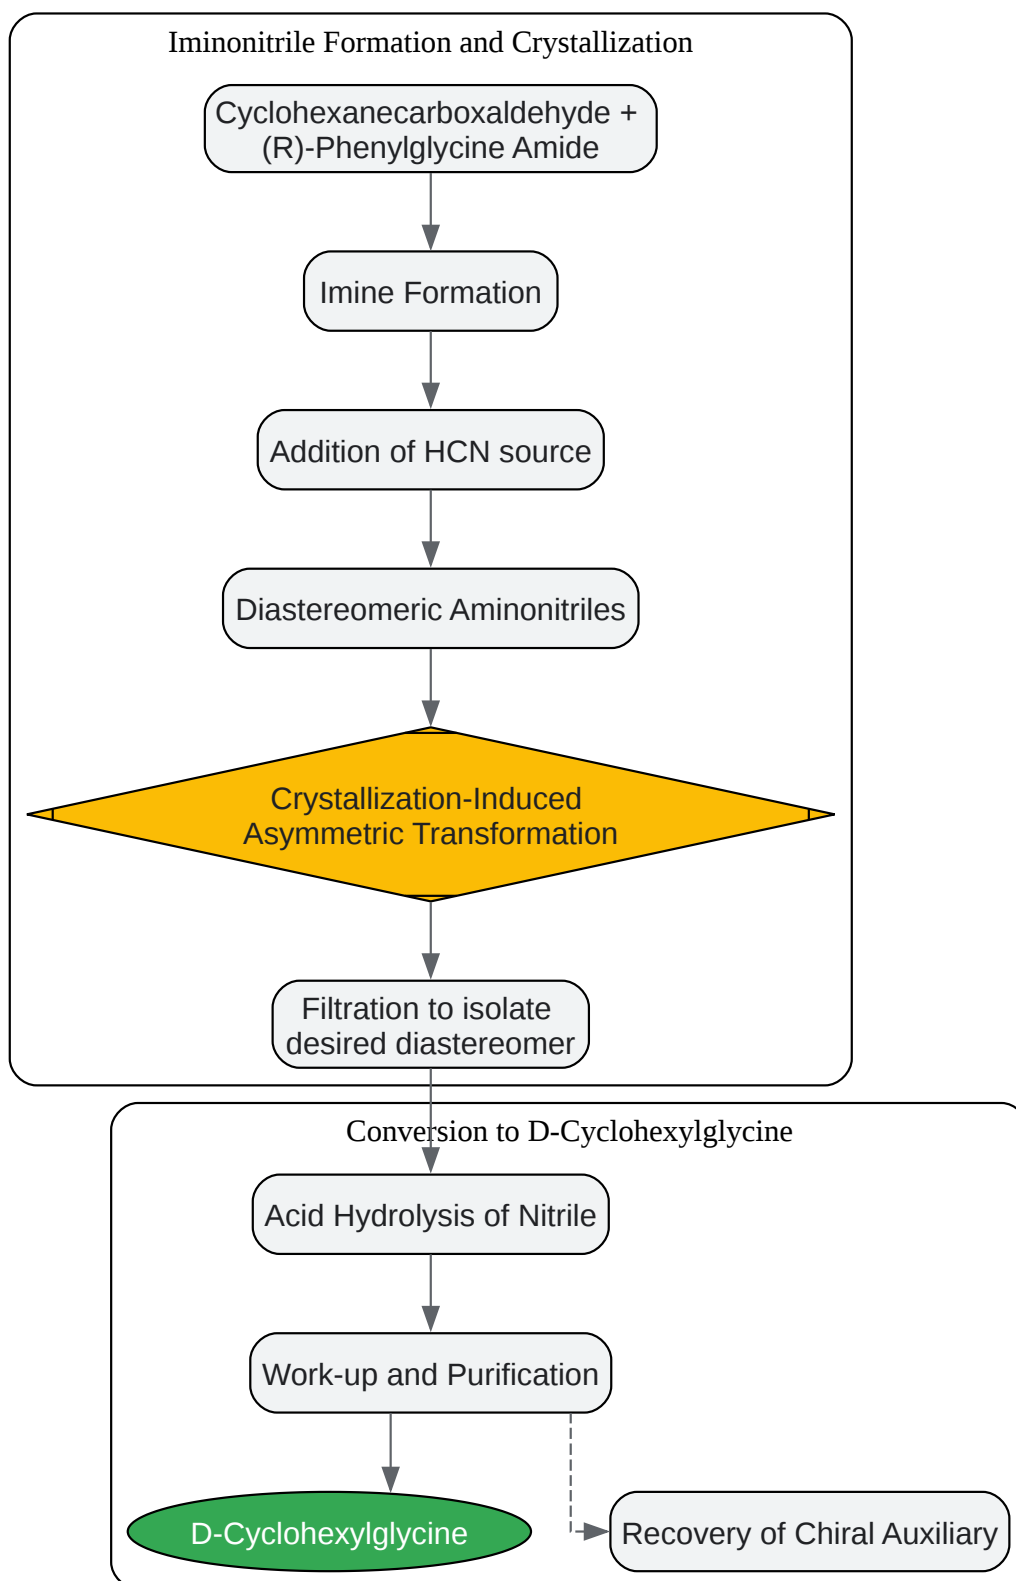 Iminonitrile Formation and Crystallization
Cyclohexanecarboxaldehyde +
(R)-Phenylglycine Amide
Imine Formation
Addition of HCN source
Diastereomeric Aminonitriles
Crystallization-Induced
Asymmetric Transformation
Filtration to isolate
desired diastereomer
Conversion to D-Cyclohexylglycine
Acid Hydrolysis of Nitrile
Work-up and Purification
D-Cyclohexylglycine
Recovery of Chiral Auxiliary